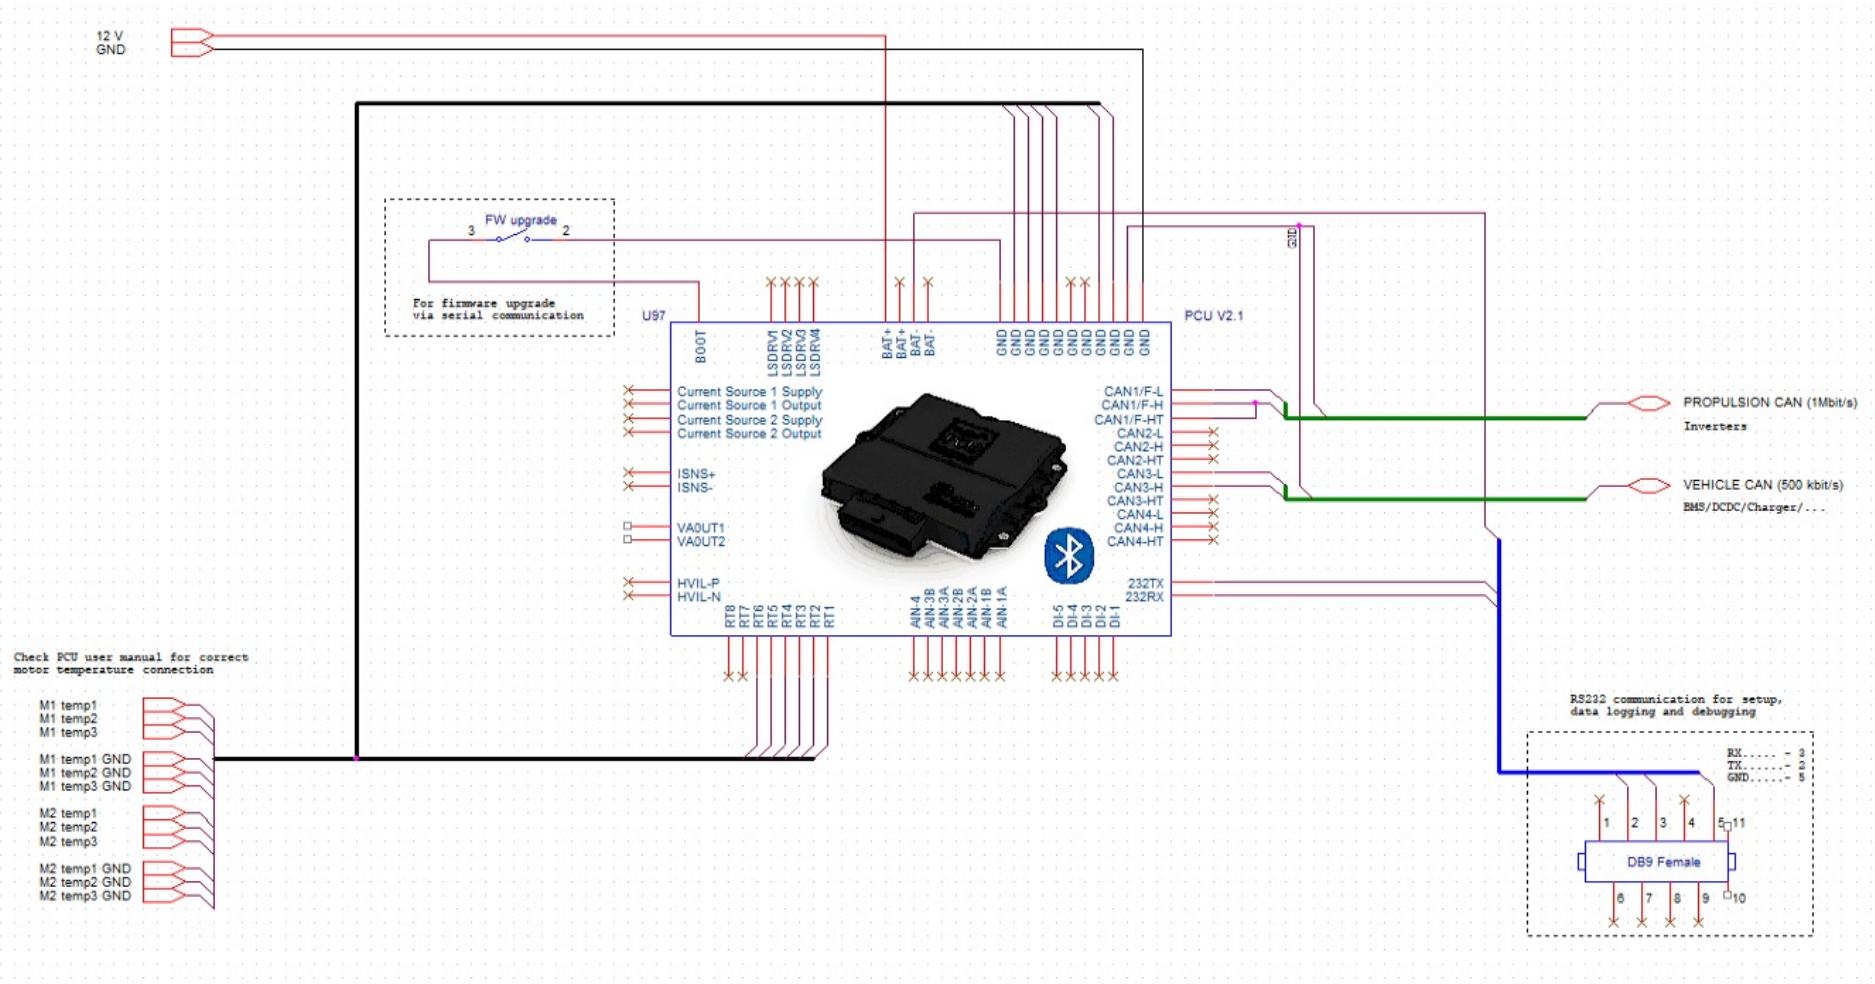 12 V
GND
FW upgrade
3
2
For firmware upgrade
via serial communication
GND
U97
PCU V2.1
BOOT
LSDRV1
LSDRV2
LSDRV3
LSDRV4
BAT+
BAT+
BAT-
BAT-
GND
GND
GND
GND
GND
GND
GND
GND
GND
GND
GND
Current Source 1 Supply
Current Source 1 Output
Current Source 2 Supply
Current Source 2 Output
ISNS+
ISNS-
VA0UT1
VA0UT2
HVIL-P
HVIL-N
CAN1/F-L
CAN1/F-H
CAN1/F-HT
CAN2-L
CAN2-H
CAN2-HT
CAN3-L
CAN3-H
CAN3-HT
CAN4-L
CAN4-H
CAN4-HT
232TX
232RX
PROPULSION CAN (1Mbit/s)
Inverters
VEHICLE CAN (500 kbit/s)
BMS/DCDC/Charger/...
RT8
RT7
RT6
RT5
RT4
RT3
RT2
RT1
AIN-4
AIN-3B
AIN-3A
AIN-2B
AIN-2A
AIN-1B
AIN-1A
DI-5
DI-4
DI-3
DI-2
DI-1
Check PCU user manual for correct
motor temperature connection
M1 temp1
M1 temp2
M1 temp3
M1 temp1 GND
M1 temp2 GND
M1 temp3 GND
M2 temp1
M2 temp2
M2 temp3
M2 temp1 GND
M2 temp2 GND
M2 temp3 GND
RS232 communication for setup,
data logging and debugging
RX..... - 3
TX......- 2
GND.....- 5
1
2
3
4
5
11
DB9 Female
6
7
8
9
10